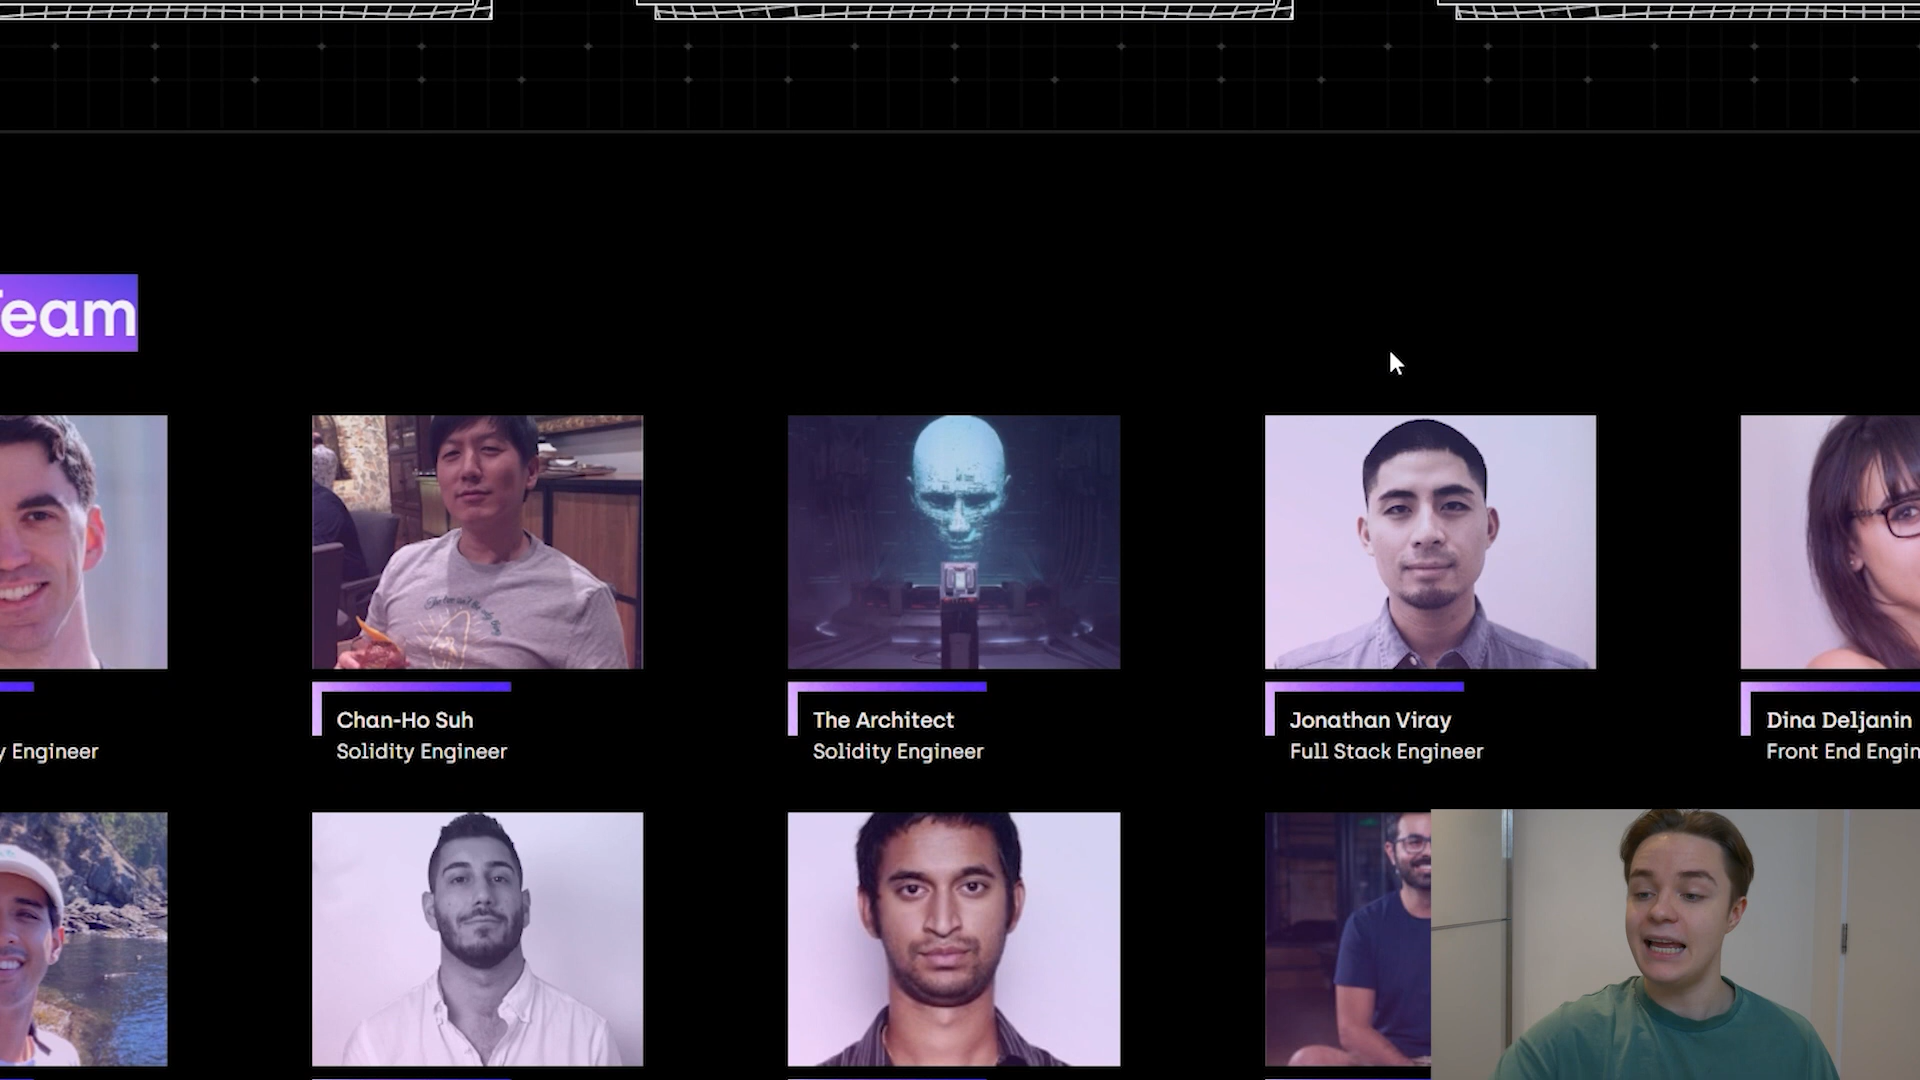 Team
y Engineer
Chan-Ho Suh
Solidity Engineer
The Architect
Solidity Engineer
Jonathan Viray
Full Stack Engineer
Dina Deljanin
Front End Engin